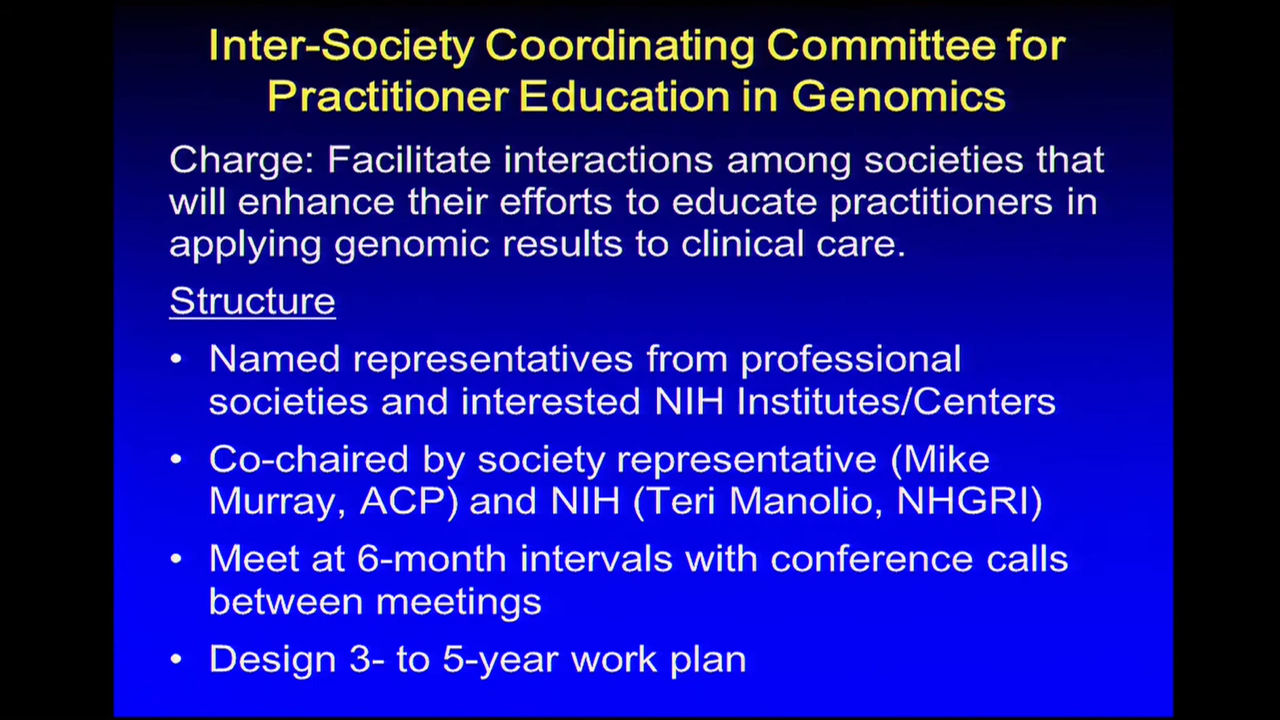 Inter-Society Coordinating Committee for
Practitioner Education in Genomics
Charge: Facilitate interactions among societies that
will enhance their efforts to educate practitioners in
applying genomic results to clinical care.
Structure
• Named representatives from professional
societies and interested NIH Institutes/Centers
• Co-chaired by society representative (Mike
Murray, ACP) and NIH (Teri Manolio, NHGRI)
• Meet at 6-month intervals with conference calls
between meetings
• Design 3- to 5-year work plan